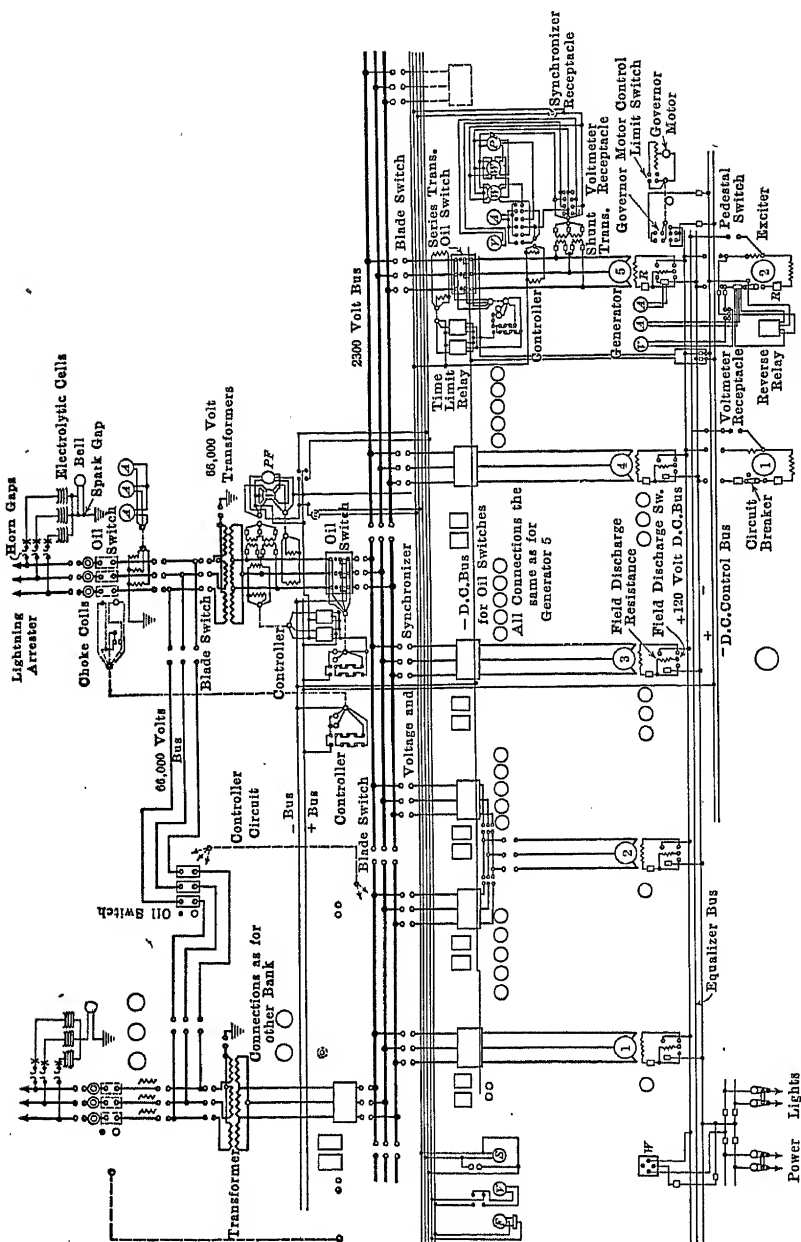 Lightning
Arrester
Horn Gaps
Electrolytic Cells
Bell
Spark Gap
A
A
A
Oil
Switch
Choke Coils
Blade Switch
66,000 Volts
Bus
66,000 Volt
Transformers
PF
Oil Switch
Controller
Circuit
- Bus
+ Bus
Controller
Controller
Oil
Switch
Blade Switch
Connections as for
other Bank
Transformer
2300 Volt Bus
Voltage and
Synchronizer
Blade Switch
Series Trans.
Oil Switch
Time
Limit
Relay
Controller
Synchronizer
Receptacle
P
W
W
A
V
Shunt
Trans.
Voltmeter
Receptacle
Governor Motor Control
Limit Switch
Governor
Motor
- D.C.Bus
for Oil Switches
All Connections the
same as for
Generator 5
Generator
1
2
3
4
5
R
A
A
V
Field Discharge
Resistance
Field Discharge Sw.
+120 Volt D.C.Bus
-
+
-D.C.Control Bus
Circuit
Breaker
1
Voltmeter
Receptacle
Reverse
Relay
Pedestal
Switch
Exciter
2
R
Equalizer Bus
S
V
F
W
Power
Lights